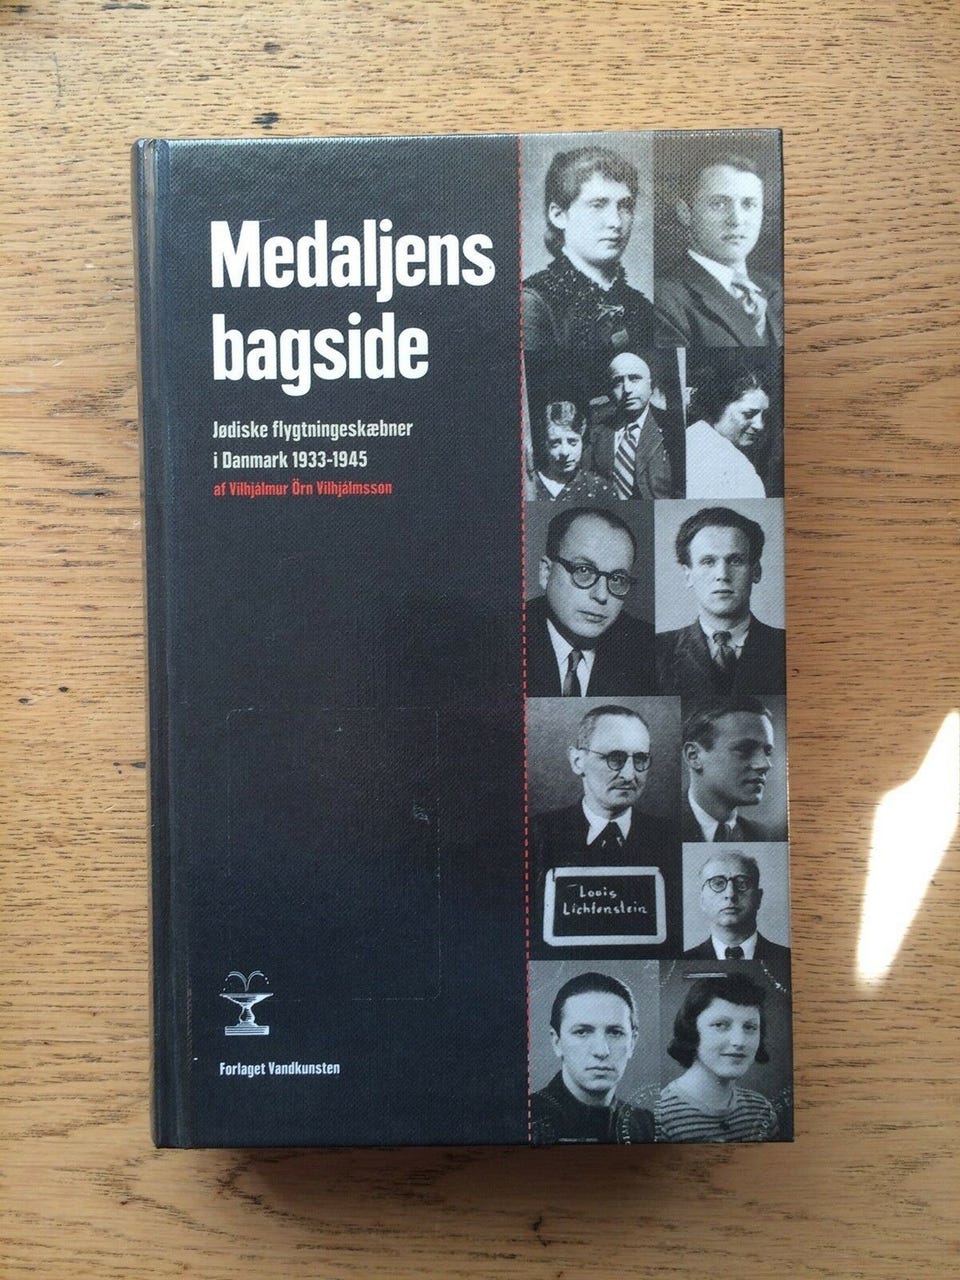 Medaljens
bagside
Jødiske flygtningeskæbner
i Danmark 1933-1945
af Vilhjálmur Örn Vilhjálmsson
Louis
Lichtenstein
Forlaget Vandkunsten